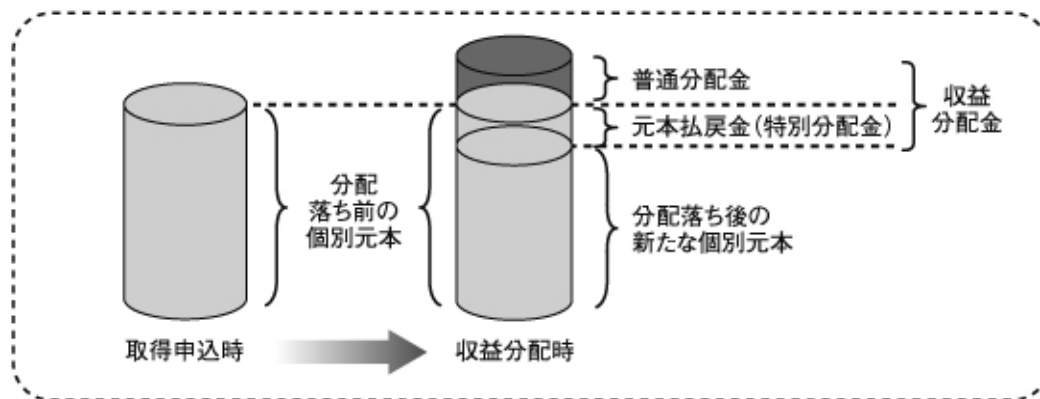 普通分配金
元本払戻金(特別分配金)
収益
分配金
分配
落ち前の
個別元本
分配落ち後の
新たな個別元本
取得申込時
収益分配時